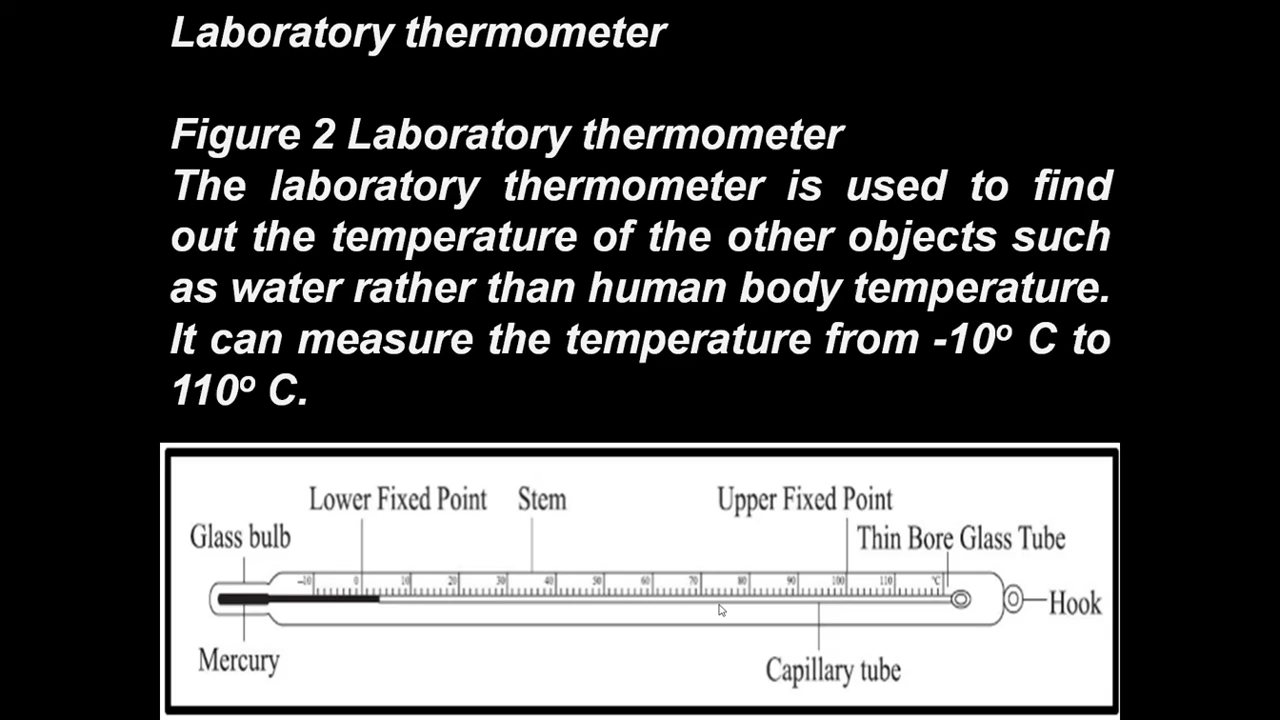 Laboratory thermometer
Figure 2 Laboratory thermometer
The laboratory thermometer is used to find
out the temperature of the other objects such
as water rather than human body temperature.
It can measure the temperature from -10º C to
110º C.
Lower Fixed Point Stem Upper Fixed Point
Glass bulb Thin Bore Glass Tube
-10 0 10 20 30 40 50 60 70 80 90 100 110 °C
Hook
Mercury Capillary tube